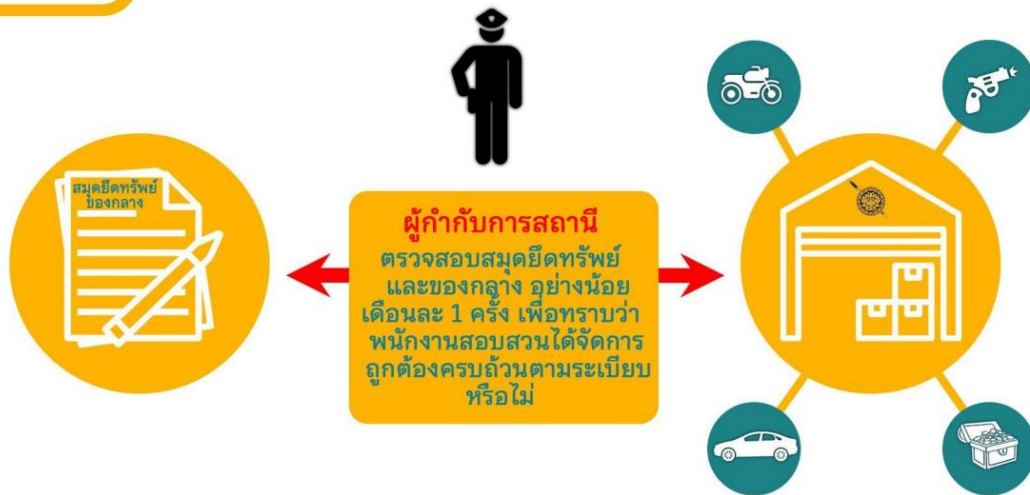 สมุดยึดทรัพย์
ของกลาง
ผู้กำกับการสถานี
ตรวจสอบสมุดยึดทรัพย์
และของกลาง อย่างน้อย
เดือนละ 1 ครั้ง เพื่อทราบว่า
พนักงานสอบสวนได้จัดการ
ถูกต้องครบถ้วนตามระเบียบ
หรือไม่